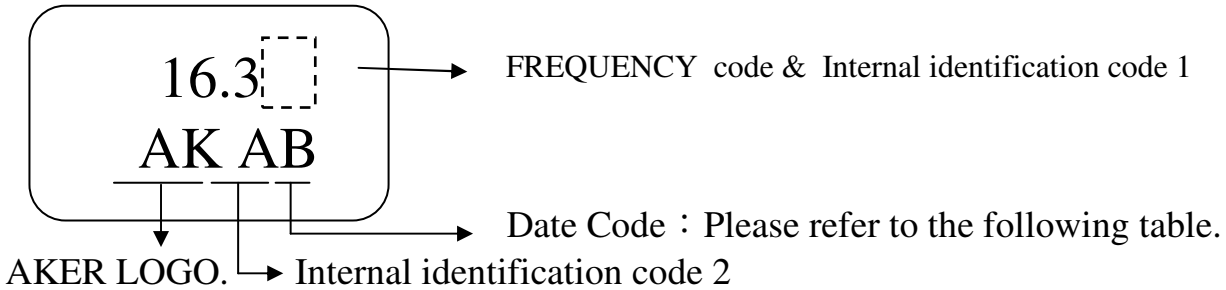 16.3
FREQUENCY code & Internal identification code 1
AK AB
Date Code：Please refer to the following table.
AKER LOGO.
Internal identification code 2